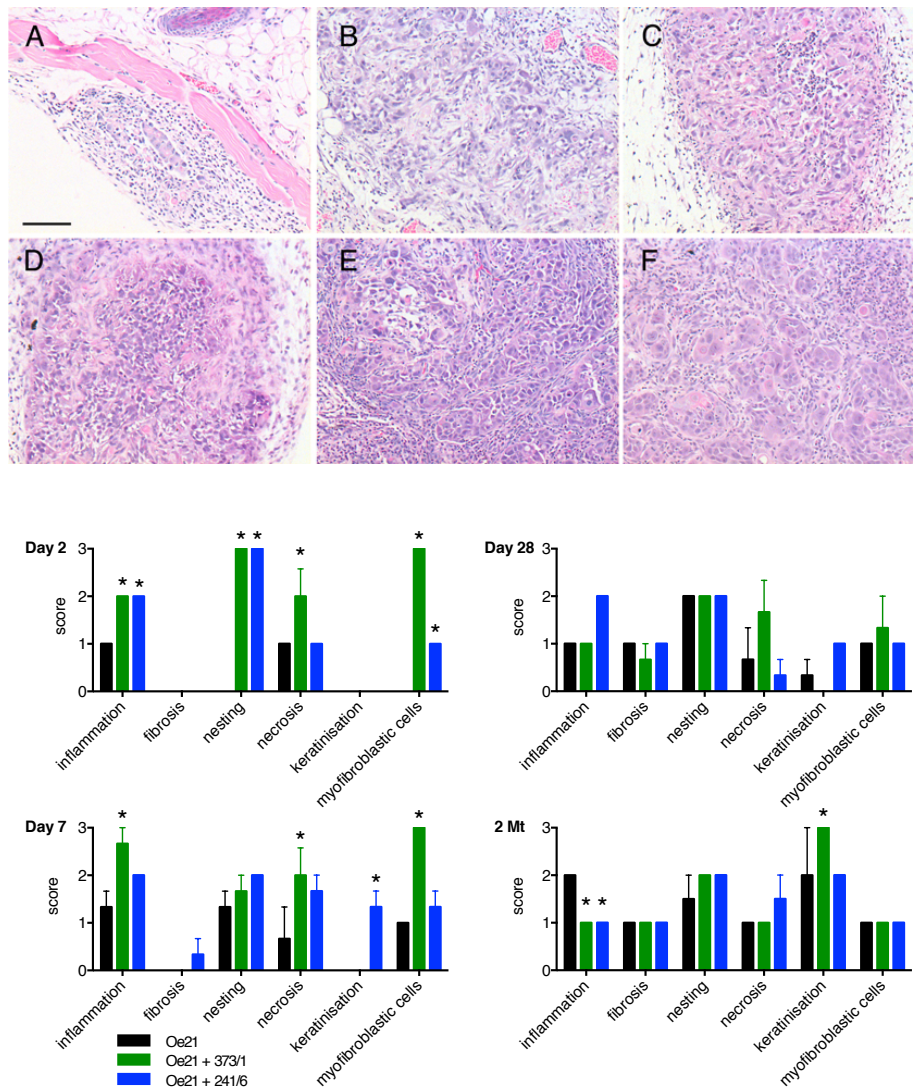 A
B
C
D
E
F
Day 2
score
3
2
1
0
* * * * * * *
inflammation
fibrosis
nesting
necrosis
keratinisation
myofibroblastic cells
Day 28
score
3
2
1
0
inflammation
fibrosis
nesting
necrosis
keratinisation
myofibroblastic cells
Day 7
score
3
2
1
0
* * * *
inflammation
fibrosis
nesting
necrosis
keratinisation
myofibroblastic cells
2 Mt
score
3
2
1
0
* * *
inflammation
fibrosis
nesting
necrosis
keratinisation
myofibroblastic cells
Oe21
Oe21 + 373/1
Oe21 + 241/6